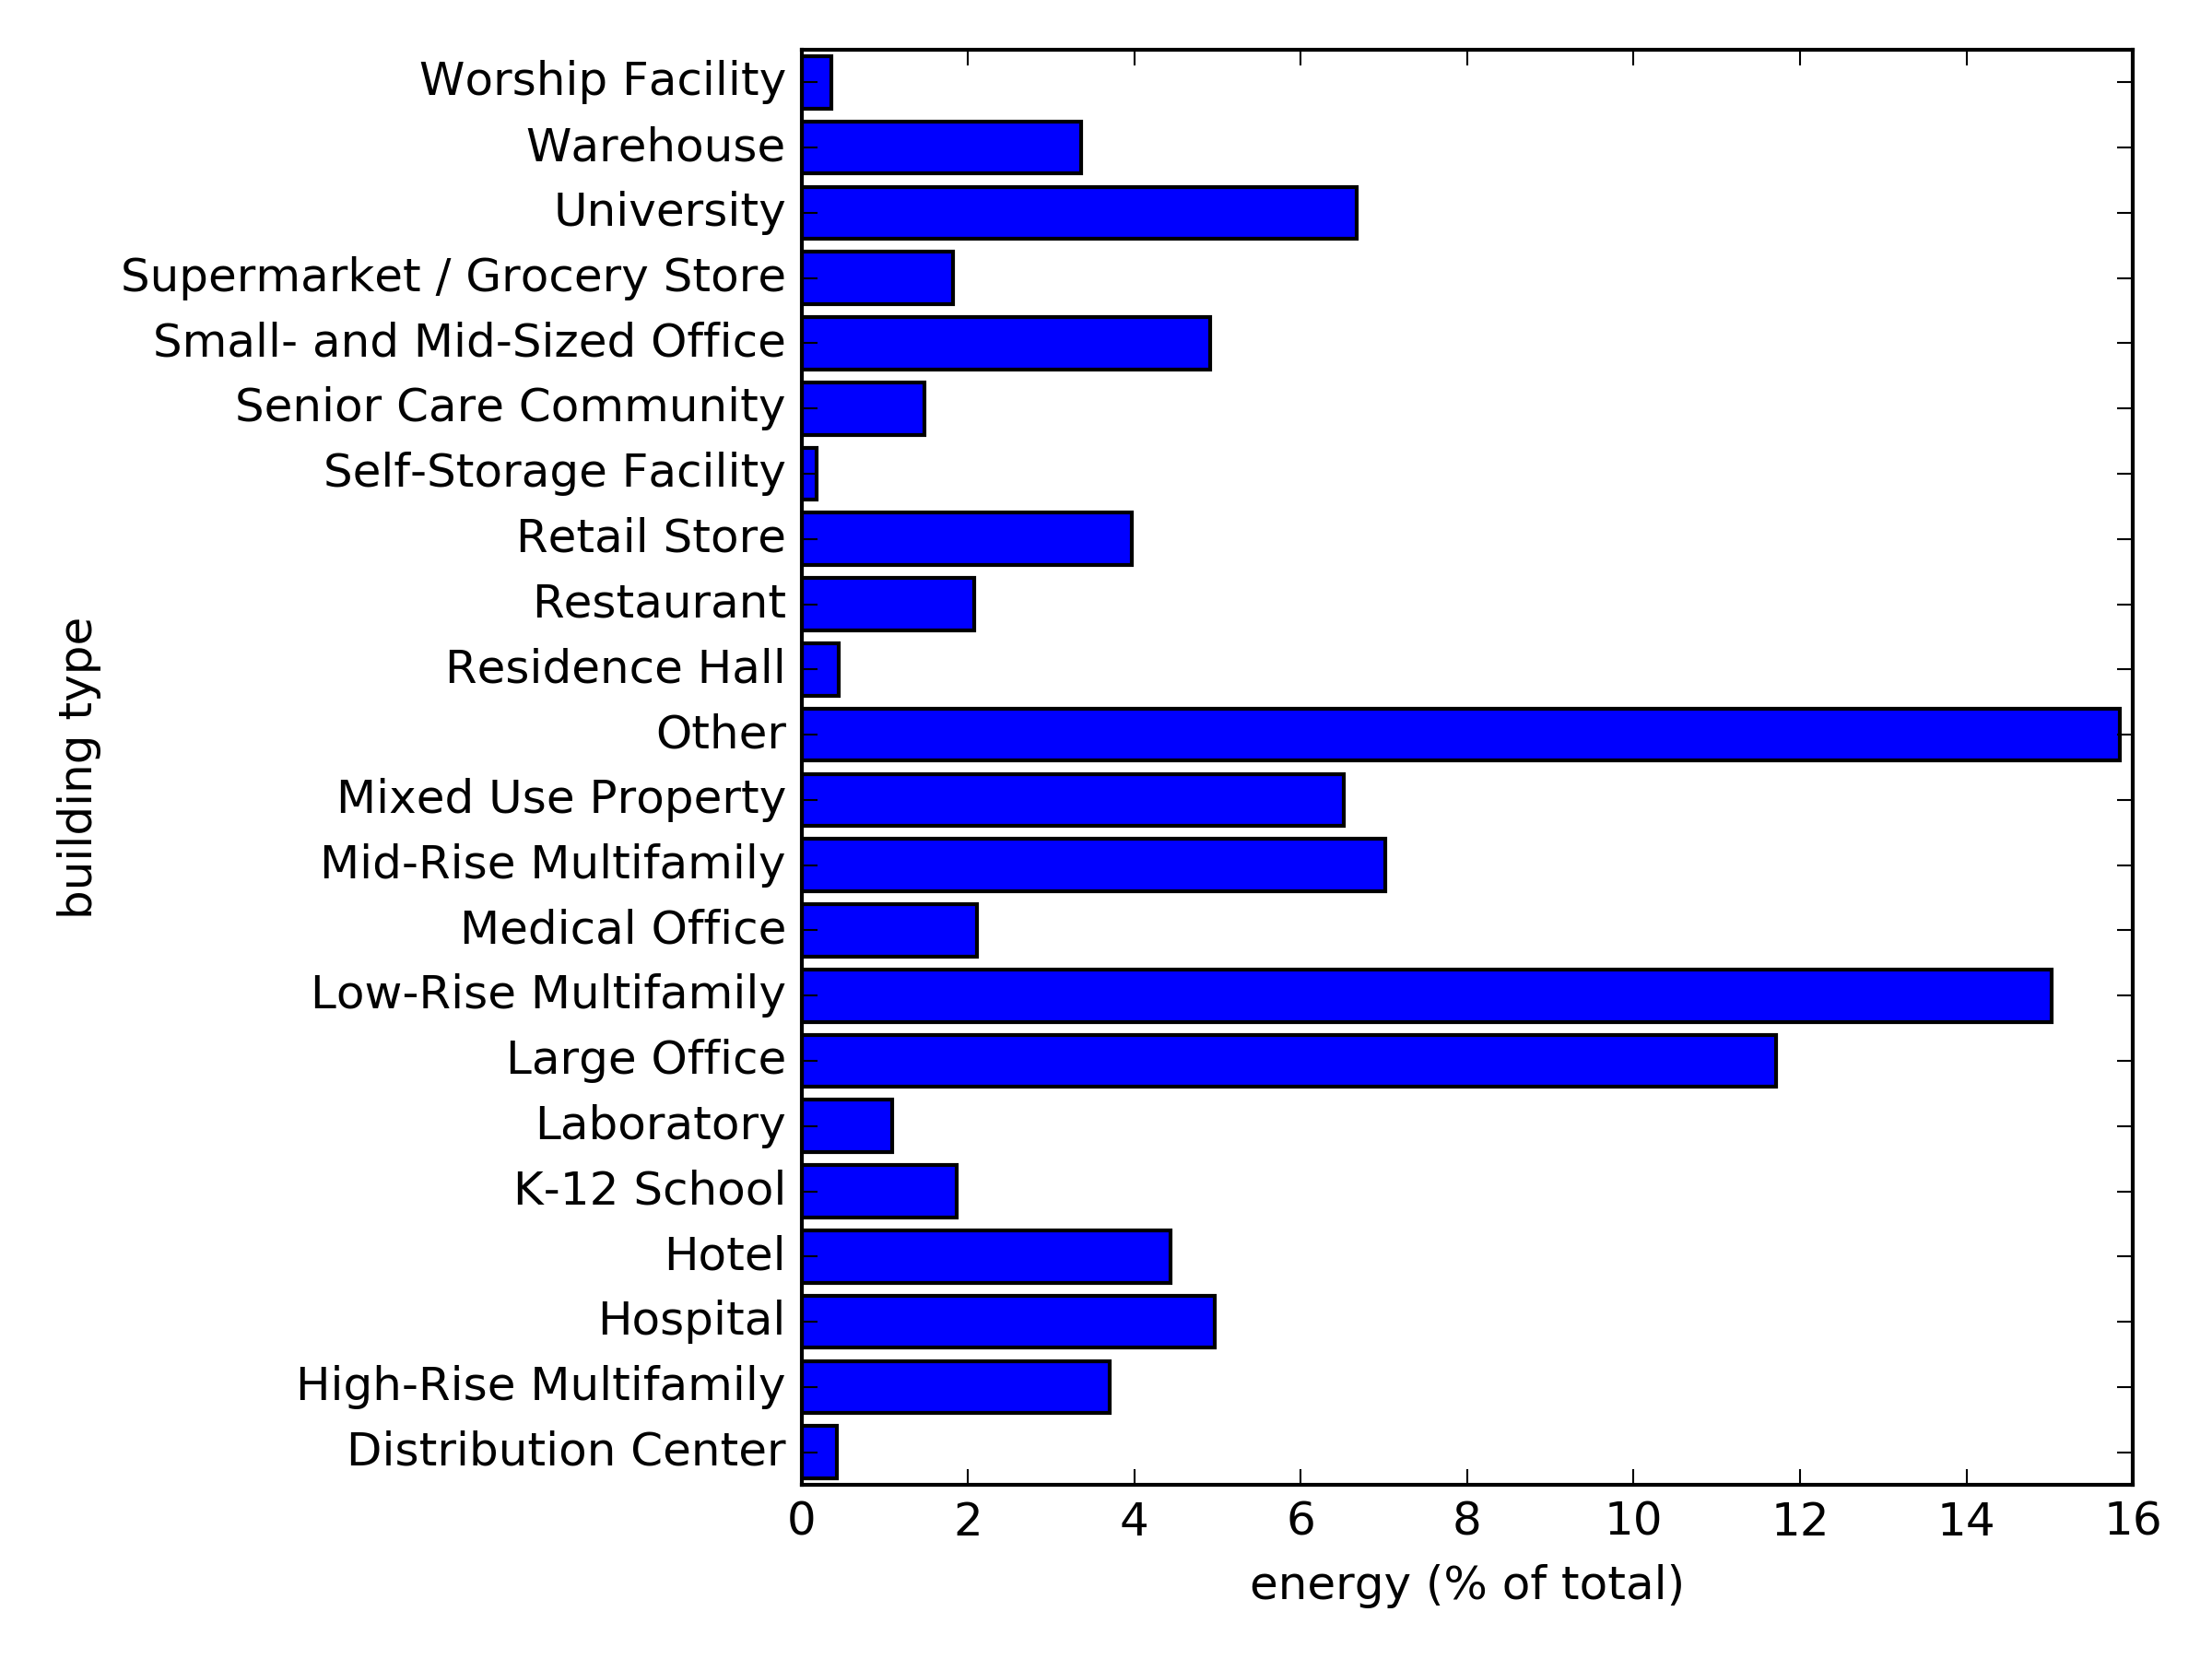 Worship Facility
Warehouse
University
Supermarket / Grocery Store
Small- and Mid-Sized Office
Senior Care Community
Self-Storage Facility
Retail Store
Restaurant
Residence Hall
Other
Mixed Use Property
Mid-Rise Multifamily
Medical Office
Low-Rise Multifamily
Large Office
Laboratory
K-12 School
Hotel
Hospital
High-Rise Multifamily
Distribution Center
building type
0 2 4 6 8 10 12 14 16
energy (% of total)